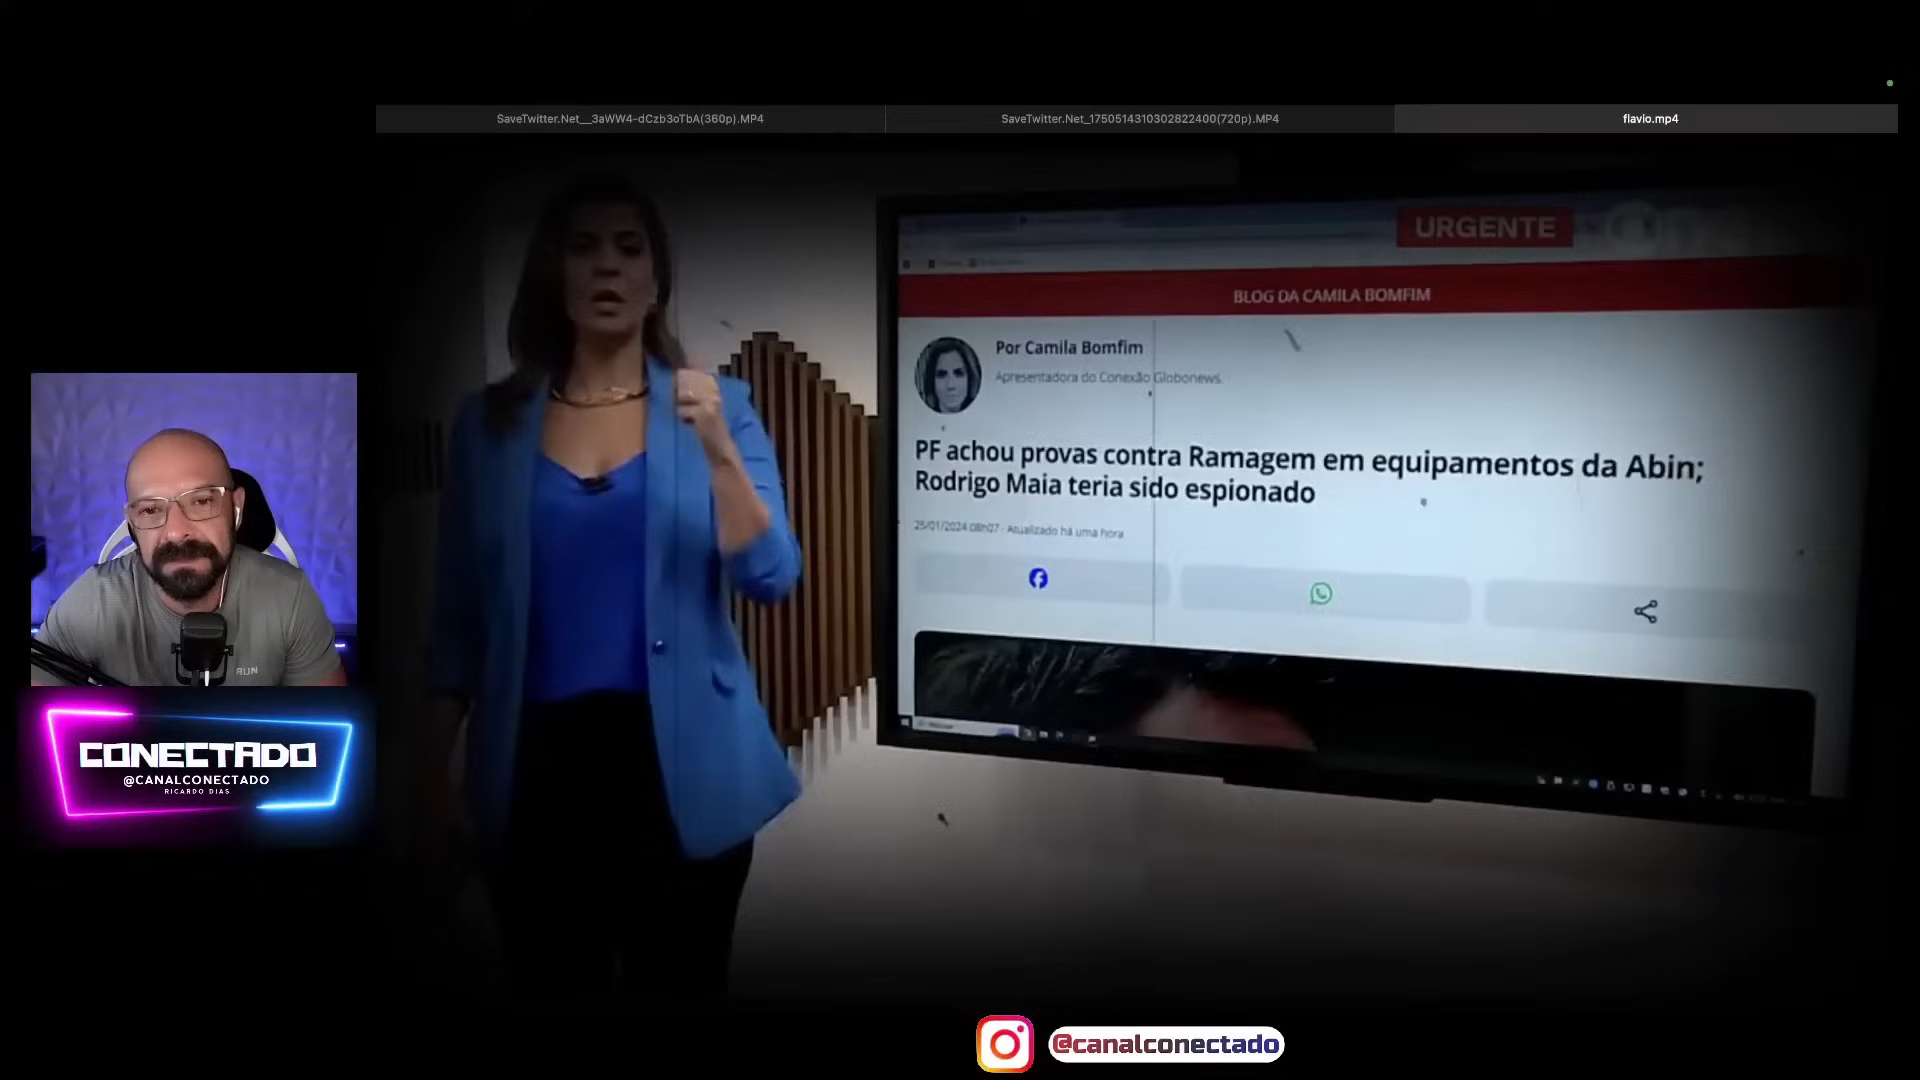 SaveTwitter.Net__3aWW4-dCzb3oTbA(360p).MP4
SaveTwitter.Net_1750514310302822400(720p).MP4
flavio.mp4
URGENTE
BLOG DA CAMILA BOMFIM
Por Camila Bomfim
Apresentadora do Conexão Globonews.
PF achou provas contra Ramagem em equipamentos da Abin;
Rodrigo Maia teria sido espionado
25/01/2024 08h07 · Atualizado há uma hora
RUN
CONECTADO
@CANALCONECTADO
RICARDO DIAS
@canalconectado